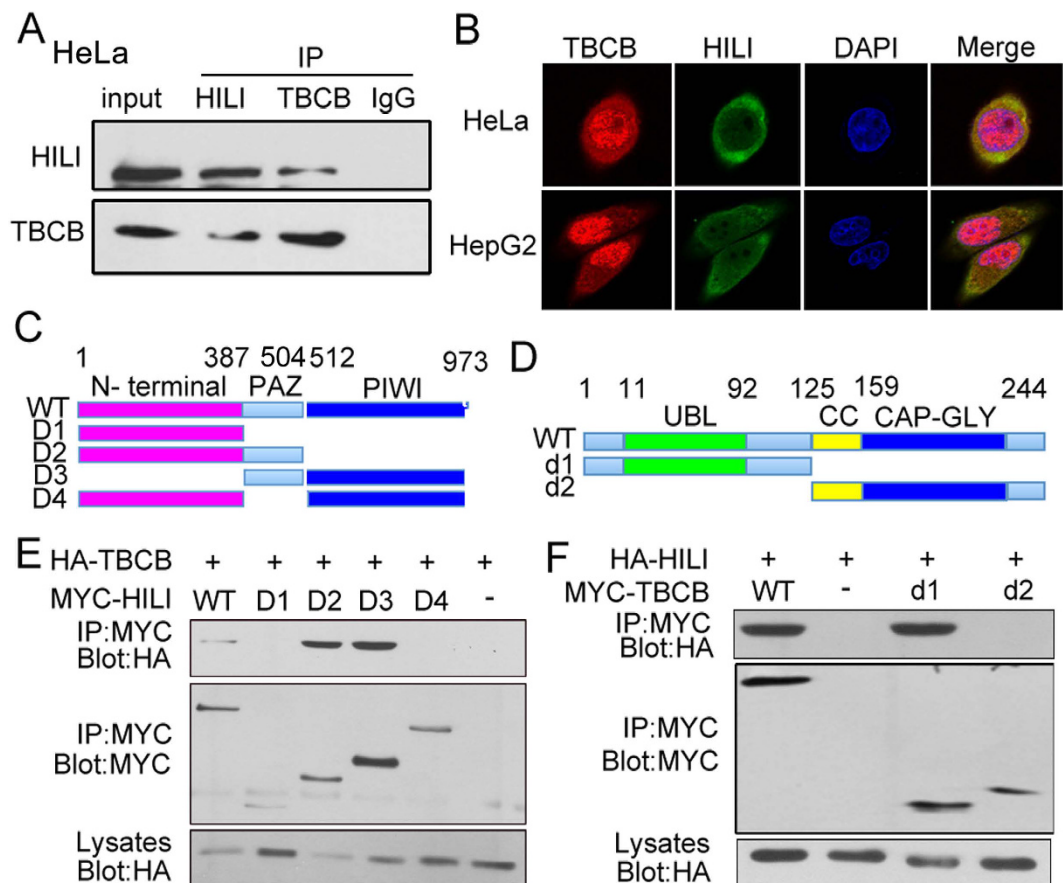 A
HeLa
IP
input HILI TBCB IgG
HILI
TBCB
B
TBCB HILI DAPI Merge
HeLa
HepG2
C
1 387 504 512 973
N- terminal PAZ PIWI
WT
D1
D2
D3
D4
D
1 11 92 125 159 244
UBL CC CAP-GLY
WT
d1
d2
E
HA-TBCB + + + + + +
MYC-HILI WT D1 D2 D3 D4 -
IP:MYC
Blot:HA
IP:MYC
Blot:MYC
Lysates
Blot:HA
F
HA-HILI + + + +
MYC-TBCB WT - d1 d2
IP:MYC
Blot:HA
IP:MYC
Blot:MYC
Lysates
Blot:HA